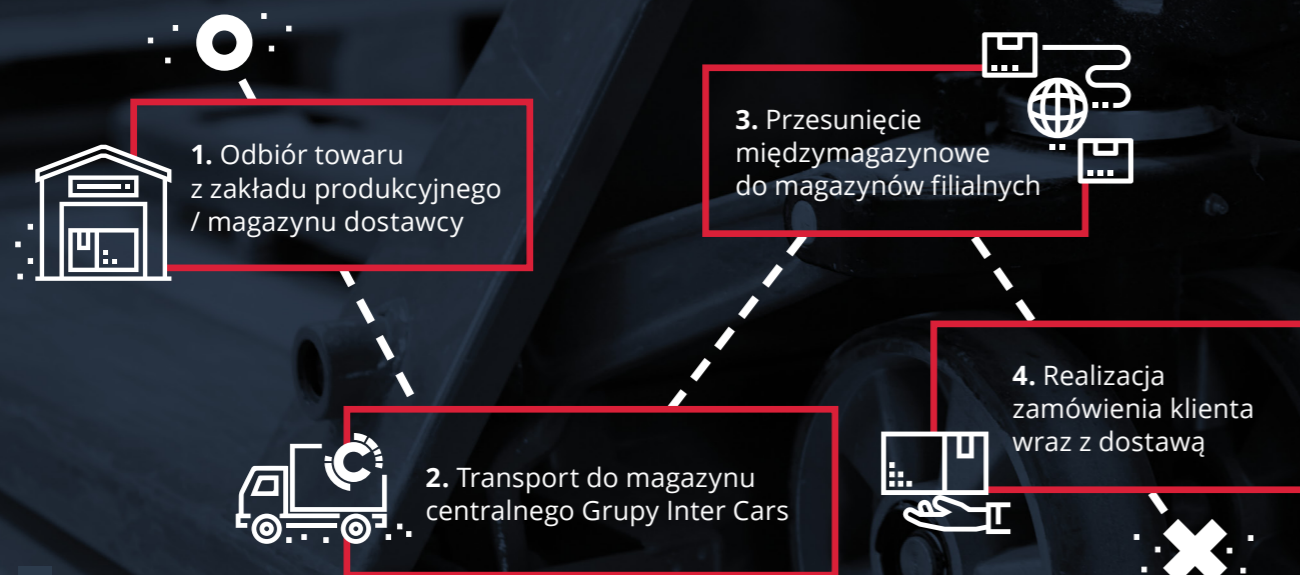 1. Odbiór towaru
z zakładu produkcyjnego
/ magazynu dostawcy
2. Transport do magazynu
centralnego Grupy Inter Cars
3. Przesunięcie
międzymagazynowe
do magazynów filialnych
4. Realizacja
zamówienia klienta
wraz z dostawą